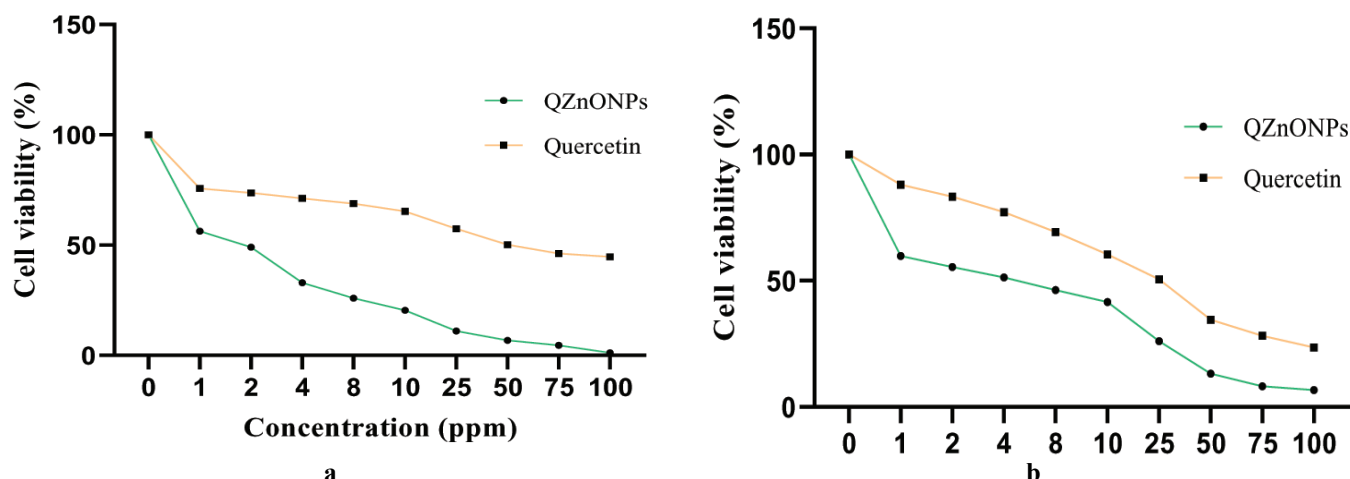 Cell viability (%)
150
100
50
0
QZnONPs
Quercetin
0 1 2 4 8 10 25 50 75 100
Concentration (ppm)
a
Cell viability (%)
150
100
50
0
QZnONPs
Quercetin
0 1 2 4 8 10 25 50 75 100
b